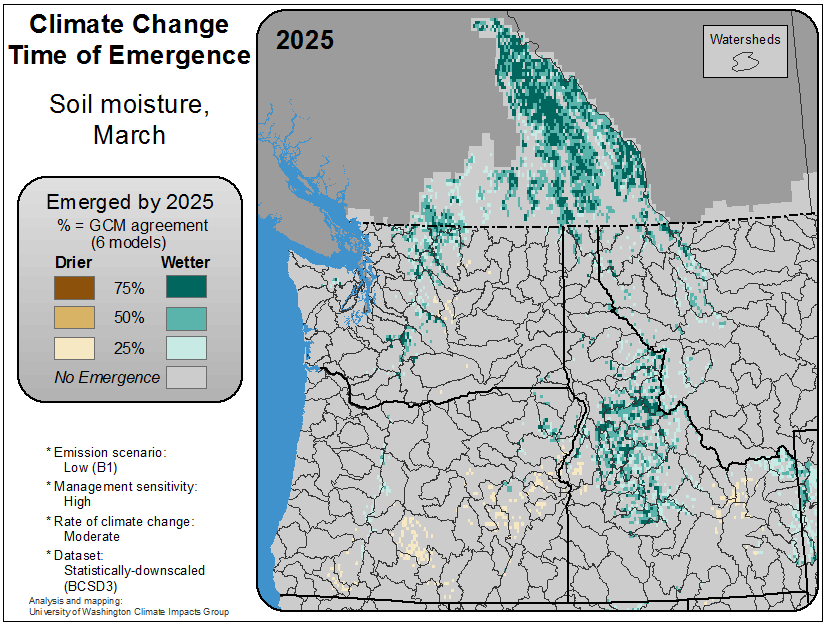 Climate Change
Time of Emergence
Soil moisture,
March
Emerged by 2025
% = GCM agreement
(6 models)
Drier Wetter
75%
50%
25%
No Emergence
* Emission scenario:
Low (B1)
* Management sensitivity:
High
* Rate of climate change:
Moderate
* Dataset:
Statistically-downscaled
(BCSD3)
Analysis and mapping:
University of Washington Climate Impacts Group
2025
Watersheds